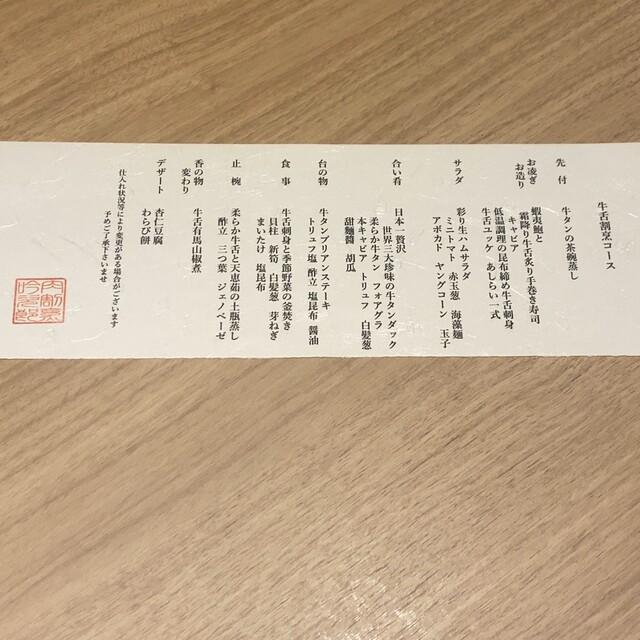 牛舌割烹コース
先付
牛タンの茶碗蒸し
お凌ぎ
お造り
蝦夷鮑と
霜降り牛舌炙り手巻き寿司
キャビア
低温調理の昆布締め牛舌刺身
牛舌ユッケ あしらい一式
サラダ
彩り生ハムサラダ
ミニトマト 赤玉葱 海藻麺
アボカド ヤングコーン 玉子
合い肴
日本一贅沢
世界三大珍味の牛タンダック
柔らか牛タン フォアグラ
本キャビア トリュフ 白髪葱
甜麺醤 胡瓜
台の物
牛タンブリアンステーキ
トリュフ塩 酢立 塩昆布 醤油
食事
牛舌刺身と季節野菜の釜焚き
貝柱 新筍 白髪葱 芽ねぎ
まいたけ 塩昆布
止椀
柔らか牛舌と天恵茹の土瓶蒸し
酢立 三つ葉 ジェノベーゼ
香の物
変わり
牛舌有馬山椒煮
デザート
杏仁豆腐
わらび餅
仕入れ状況等により変更がある場合がございます
予めご了承下さいませ
肉割烹